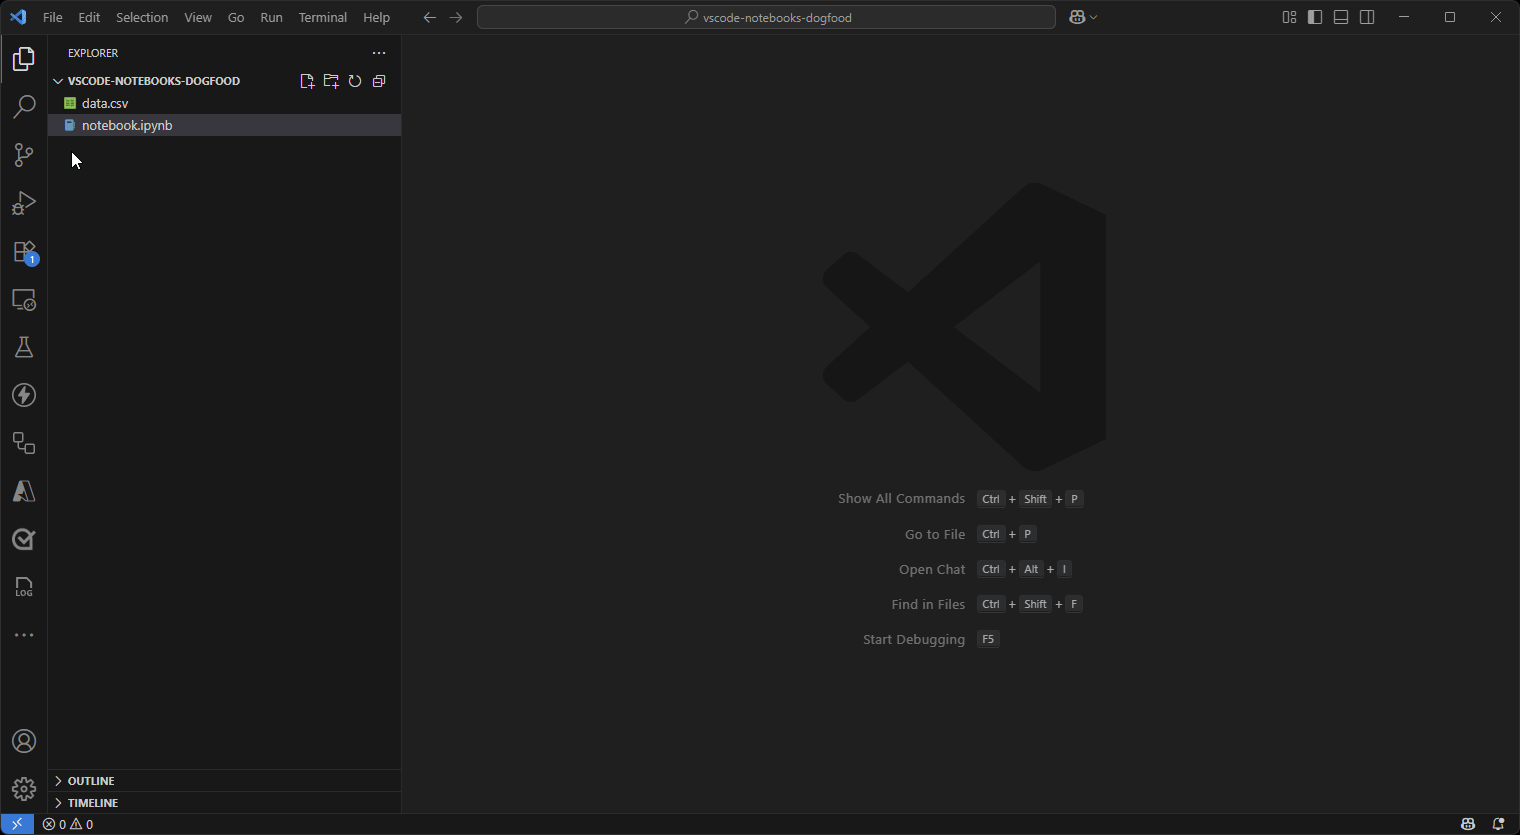 File Edit Selection View Go Run Terminal Help vscode-notebooks-dogfood
EXPLORER
VSCODE-NOTEBOOKS-DOGFOOD
data.csv
notebook.ipynb
1
LOG
Show All Commands Ctrl + Shift + P
Go to File Ctrl + P
Open Chat Ctrl + Alt + I
Find in Files Ctrl + Shift + F
Start Debugging F5
OUTLINE
TIMELINE
0 0